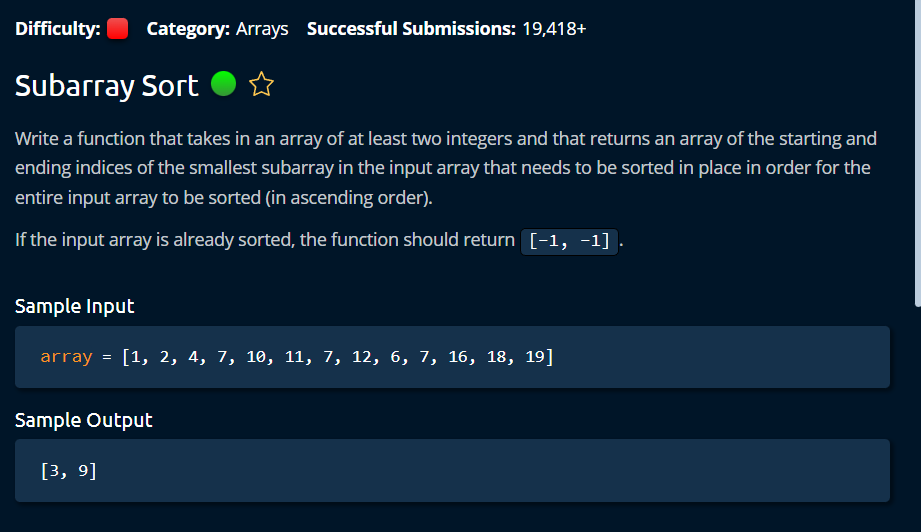 Difficulty: Category: Arrays Successful Submissions: 19,418+
Subarray Sort
Write a function that takes in an array of at least two integers and that returns an array of the starting and
ending indices of the smallest subarray in the input array that needs to be sorted in place in order for the
entire input array to be sorted (in ascending order).
If the input array is already sorted, the function should return [-1, -1].
Sample Input
array = [1, 2, 4, 7, 10, 11, 7, 12, 6, 7, 16, 18, 19]
Sample Output
[3, 9]